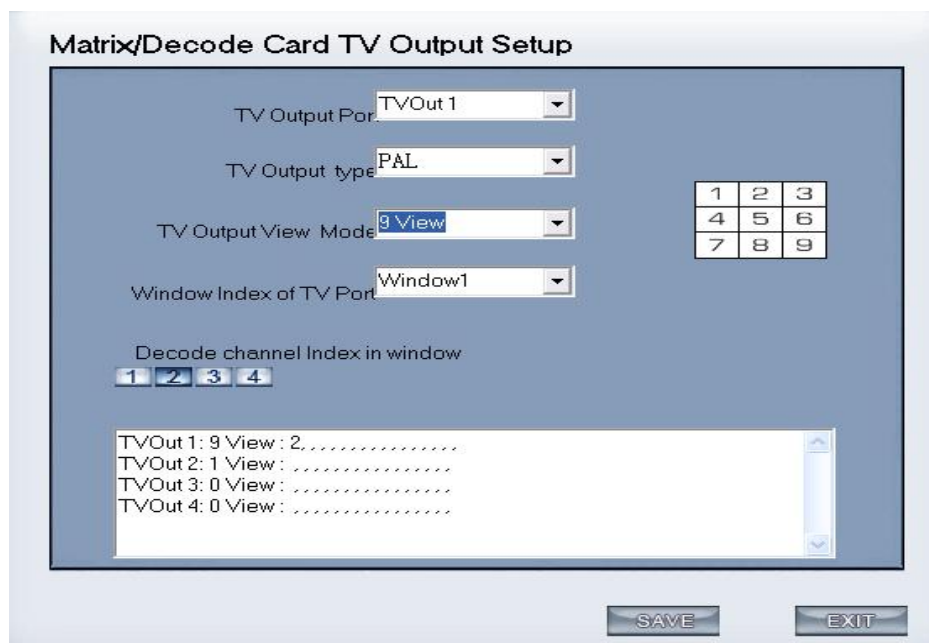 Matrix/Decode Card TV Output Setup
TV Output Por
TVOut 1
TV Output type
PAL
TV Output View Mode
9 View
Window Index of TV Port
Window1
1 2 3
4 5 6
7 8 9
Decode channel Index in window
1 2 3 4
TVOut 1: 9 View : 2, , , , , , , , , , , , , , , ,
TVOut 2: 1 View : , , , , , , , , , , , , , , , ,
TVOut 3: 0 View : , , , , , , , , , , , , , , , ,
TVOut 4: 0 View : , , , , , , , , , , , , , , , ,
SAVE EXIT